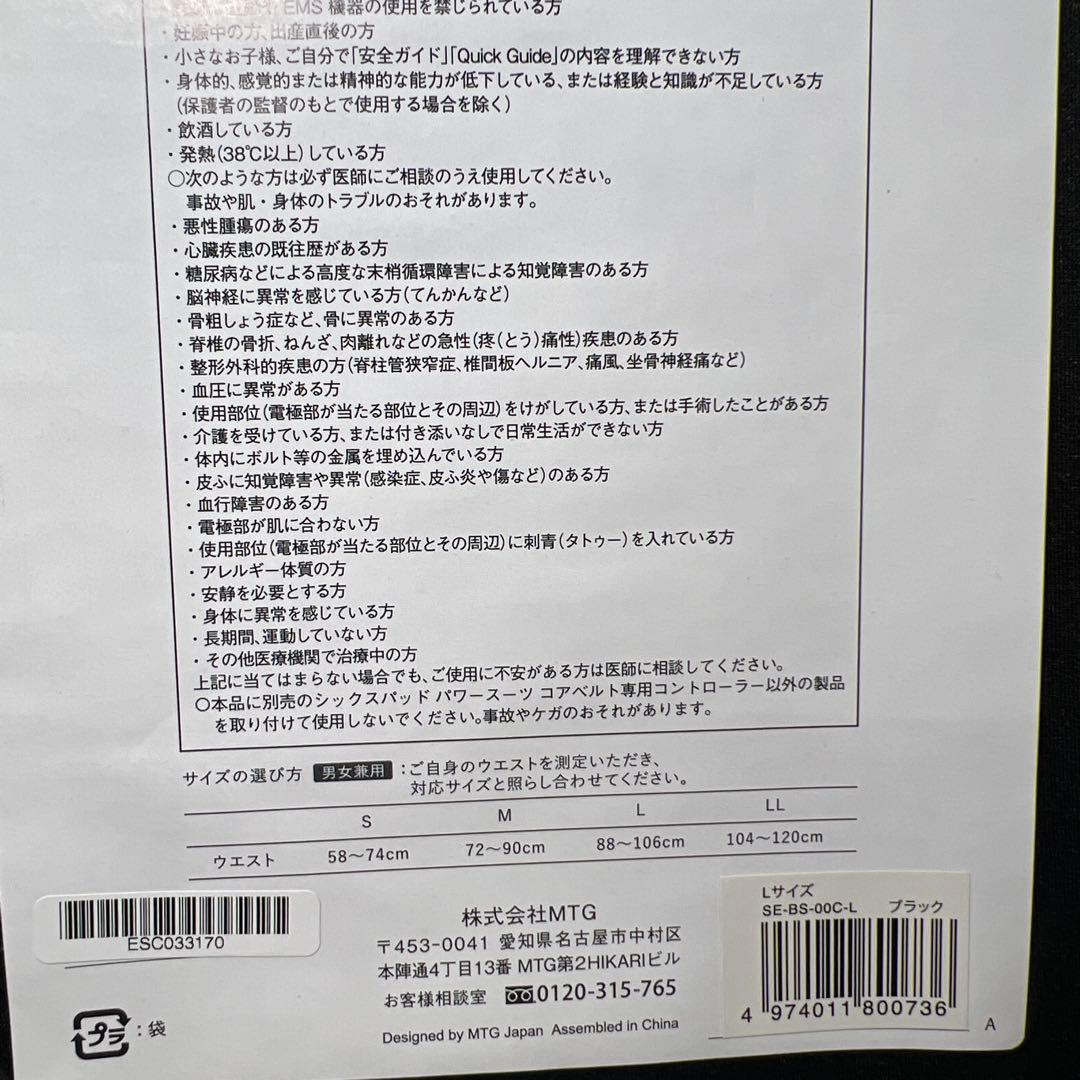 EMS 機器の使用を禁じられている方
・妊娠中の方、出産直後の方
・小さなお子様、ご自分で「安全ガイド」「Quick Guide」の内容を理解できない方
・身体的、感覚的または精神的な能力が低下している、または経験と知識が不足している方
（保護者の監督のもとで使用する場合を除く）
・飲酒している方
・発熱（38℃以上）している方
○次のような方は必ず医師にご相談のうえ使用してください。
事故や肌・身体のトラブルのおそれがあります。
・悪性腫瘍のある方
・心臓疾患の既往歴がある方
・糖尿病などによる高度な末梢循環障害による知覚障害のある方
・脳神経に異常を感じている方（てんかんなど）
・骨粗しょう症など、骨に異常のある方
・脊椎の骨折、ねんざ、肉離れなどの急性（疼（とう）痛性）疾患のある方
・整形外科的疾患の方（脊柱管狭窄症、椎間板ヘルニア、痛風、坐骨神経痛など）
・血圧に異常がある方
・使用部位（電極部が当たる部位とその周辺）をけがしている方、または手術したことがある方
・介護を受けている方、または付き添いなしで日常生活ができない方
・体内にボルト等の金属を埋め込んでいる方
・皮ふに知覚障害や異常（感染症、皮ふ炎や傷など）のある方
・血行障害のある方
・電極部が肌に合わない方
・使用部位（電極部が当たる部位とその周辺）に刺青（タトゥー）を入れている方
・アレルギー体質の方
・安静を必要とする方
・身体に異常を感じている方
・長期間、運動していない方
・その他医療機関で治療中の方
上記に当てはまらない場合でも、ご使用に不安がある方は医師に相談してください。
○本品に別売のシックスパッド パワースーツ コアベルト専用コントローラー以外の製品
を取り付けて使用しないでください。事故やケガのおそれがあります。
サイズの選び方 男女兼用 ：ご自身のウエストを測定いただき、
対応サイズと照らし合わせてください。
S M L LL
ウエスト 58〜74cm 72〜90cm 88〜106cm 104〜120cm
ESC033170
プラ ：袋
株式会社MTG
〒453-0041 愛知県名古屋市中村区
本陣通4丁目13番 MTG第2HIKARIビル
お客様相談室 0120-315-765
Designed by MTG Japan Assembled in China
Lサイズ
SE-BS-00C-L ブラック
4 974011 800736
A